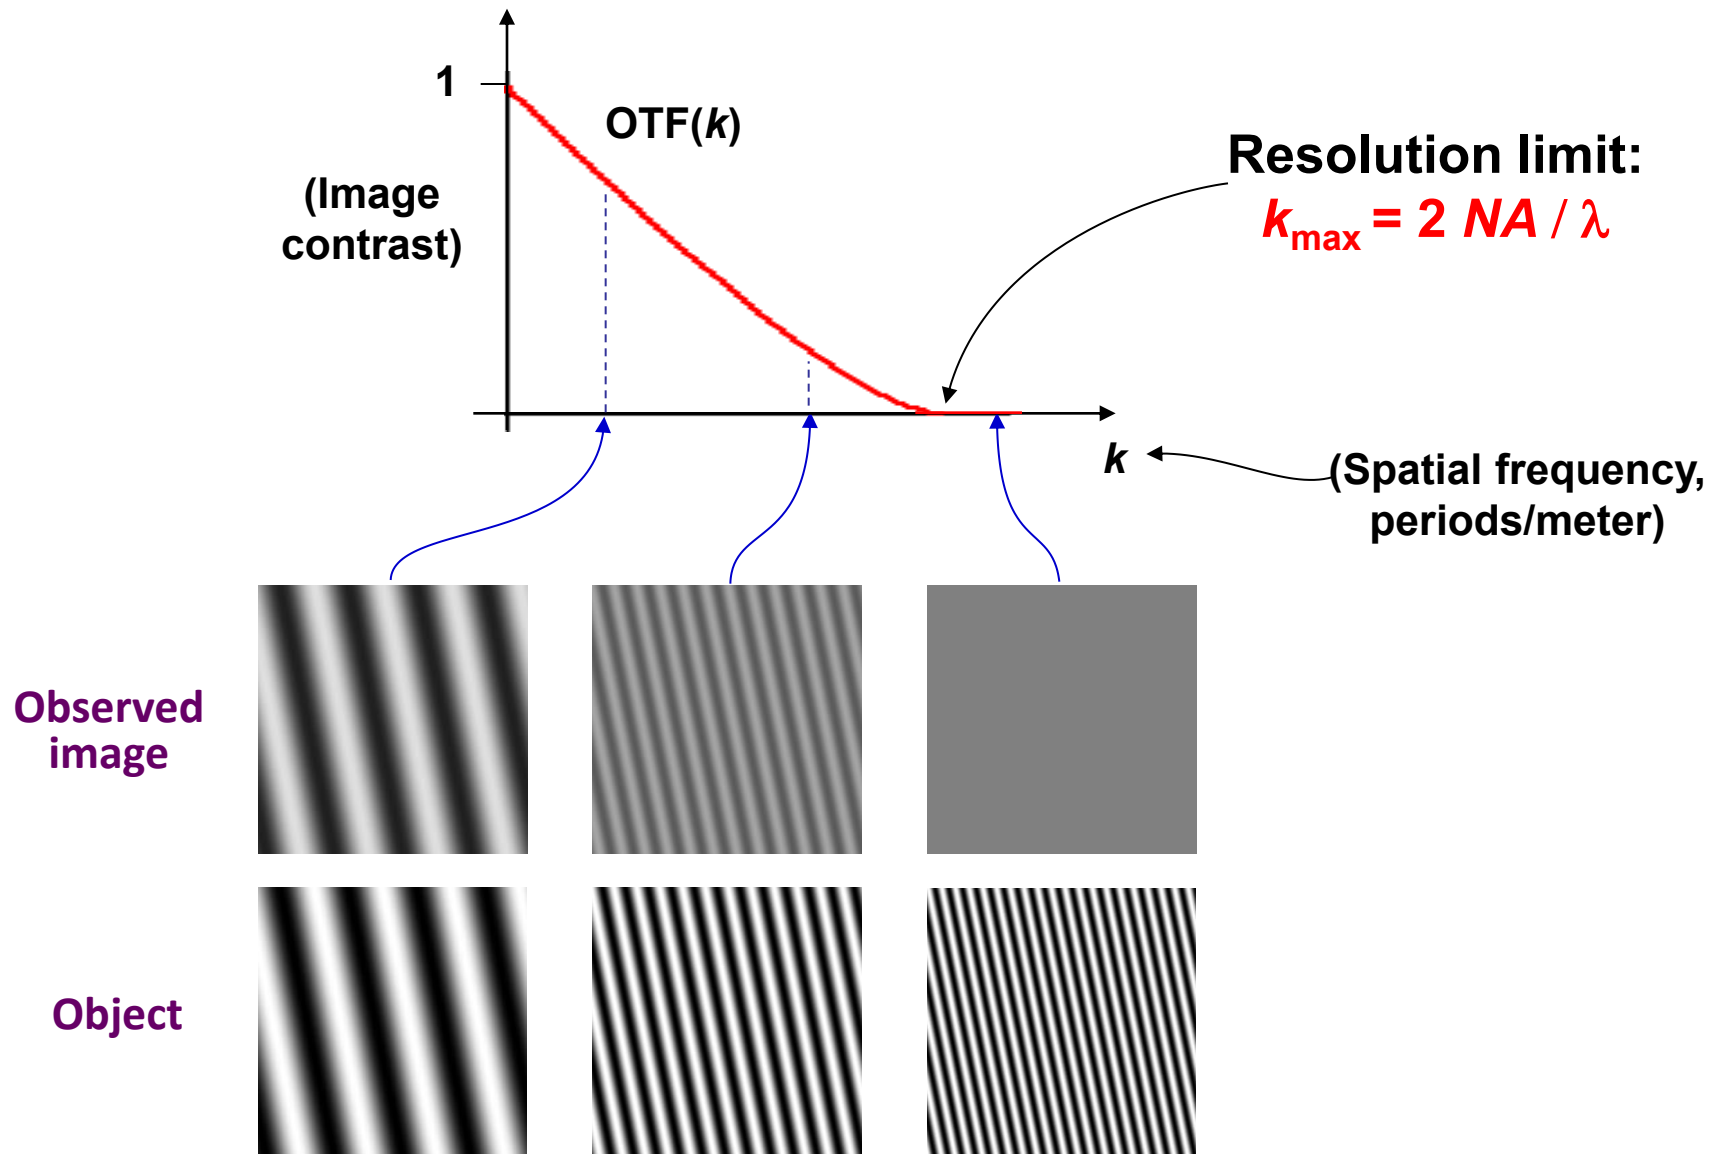 1
OTF(k)
(Image
contrast)
Resolution limit:
kmax = 2 NA / λ
k
(Spatial frequency,
periods/meter)
Observed
image
Object